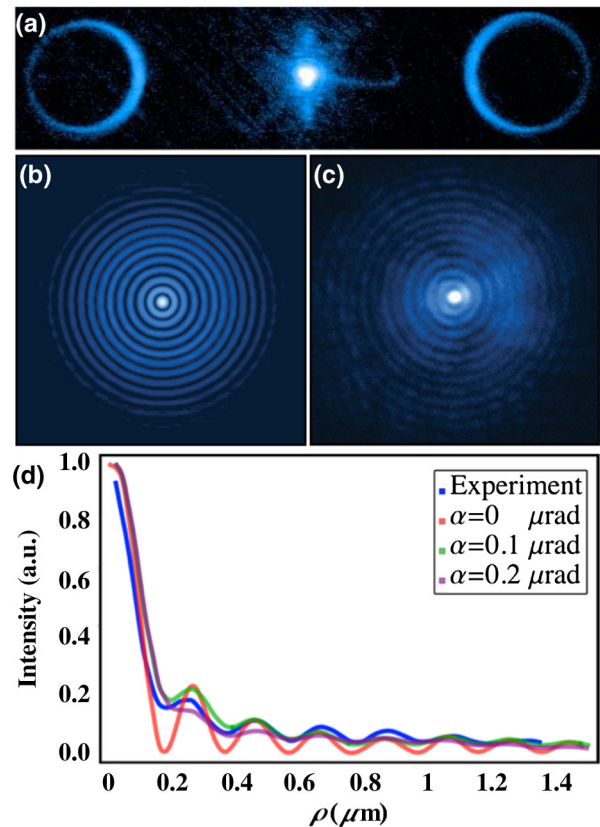 (a)
(b)
(c)
(d)
Intensity (a.u.)
1.0
0.8
0.6
0.4
0.2
0.0
Experiment
α=0 μrad
α=0.1 μrad
α=0.2 μrad
0 0.2 0.4 0.6 0.8 1 1.2 1.4
ρ(μm)